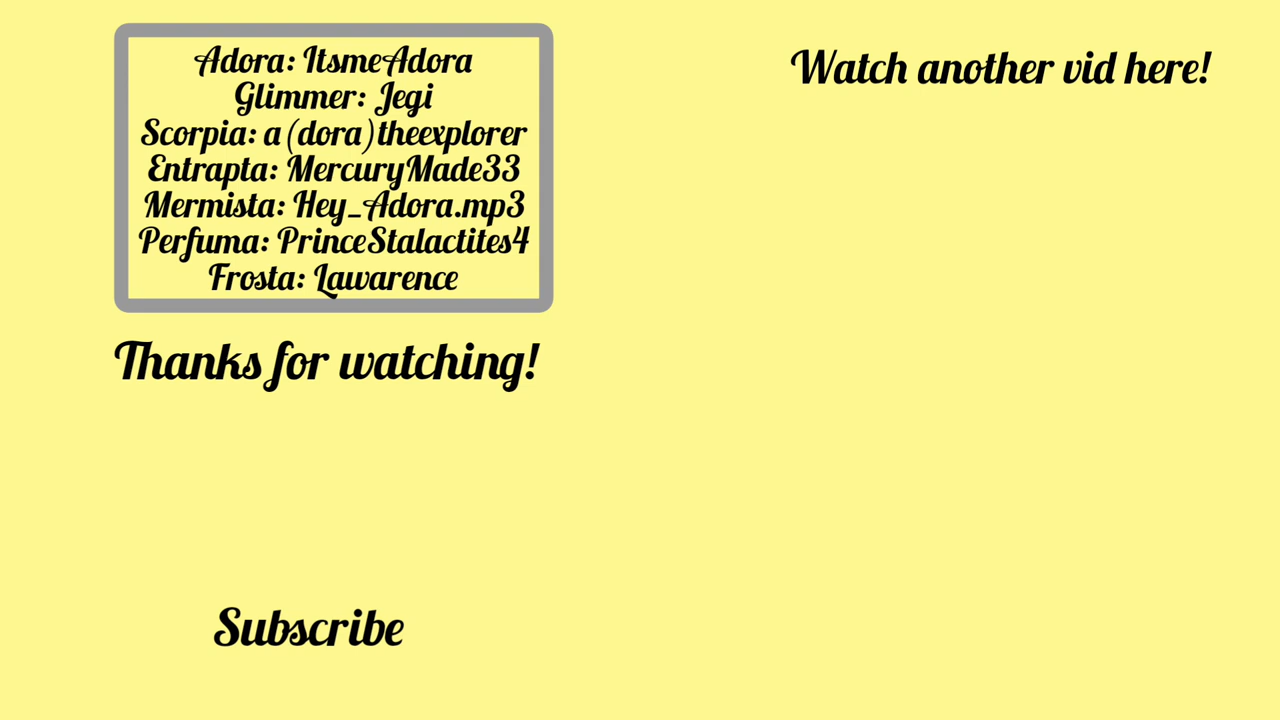 Adora: ItsmeAdora
Glimmer: Jegi
Scorpia: a(dora)theexplorer
Entrapta: MercuryMade33
Mermista: Hey_Adora.mp3
Perfuma: PrinceStalactites4
Frosta: Lawarence
Thanks for watching!
Subscribe
Watch another vid here!